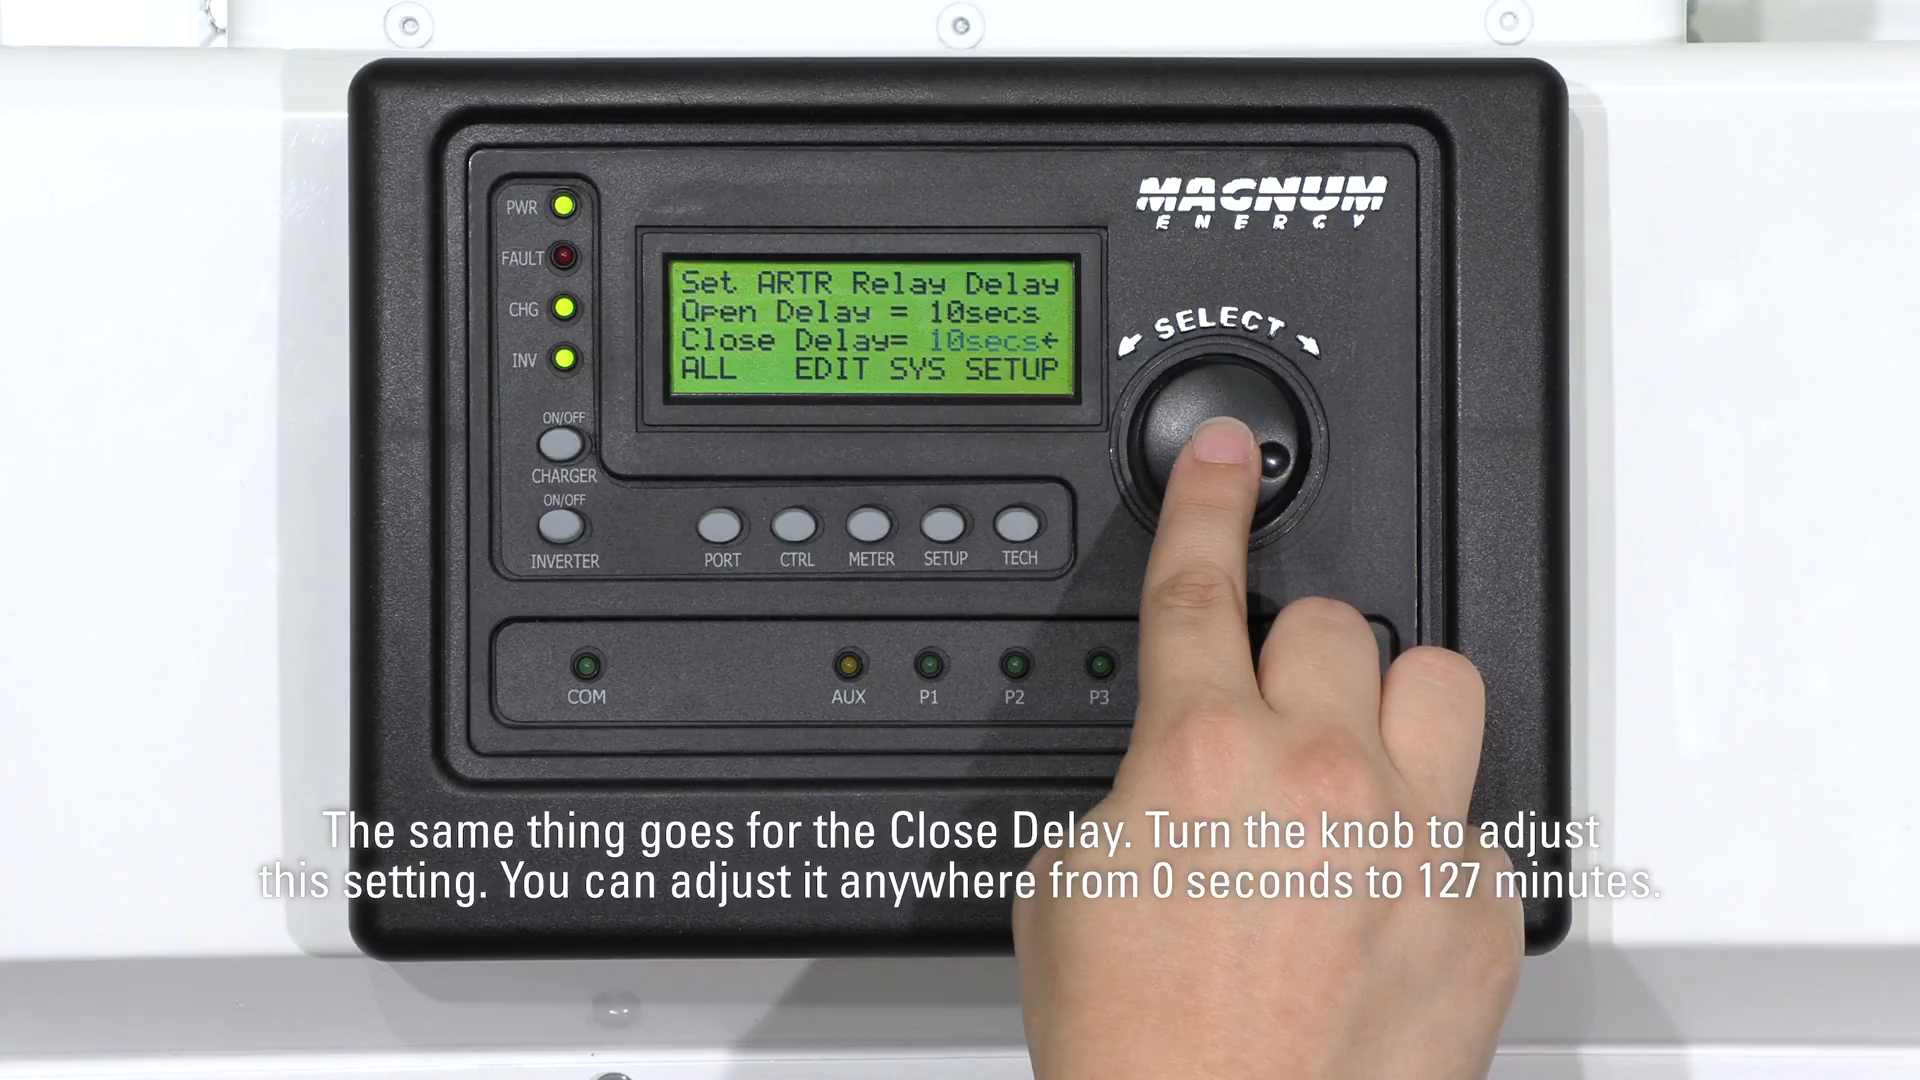 MAGNUM
ENERGY
PWR
FAULT
CHG
INV
Set ARTR Relay Delay
Open Delay = 10secs
Close Delay= 10secs←
ALL EDIT SYS SETUP
SELECT
ON/OFF
CHARGER
ON/OFF
INVERTER
PORT CTRL METER SETUP TECH
COM AUX P1 P2 P3
The same thing goes for the Close Delay. Turn the knob to adjust
this setting. You can adjust it anywhere from 0 seconds to 127 minutes.